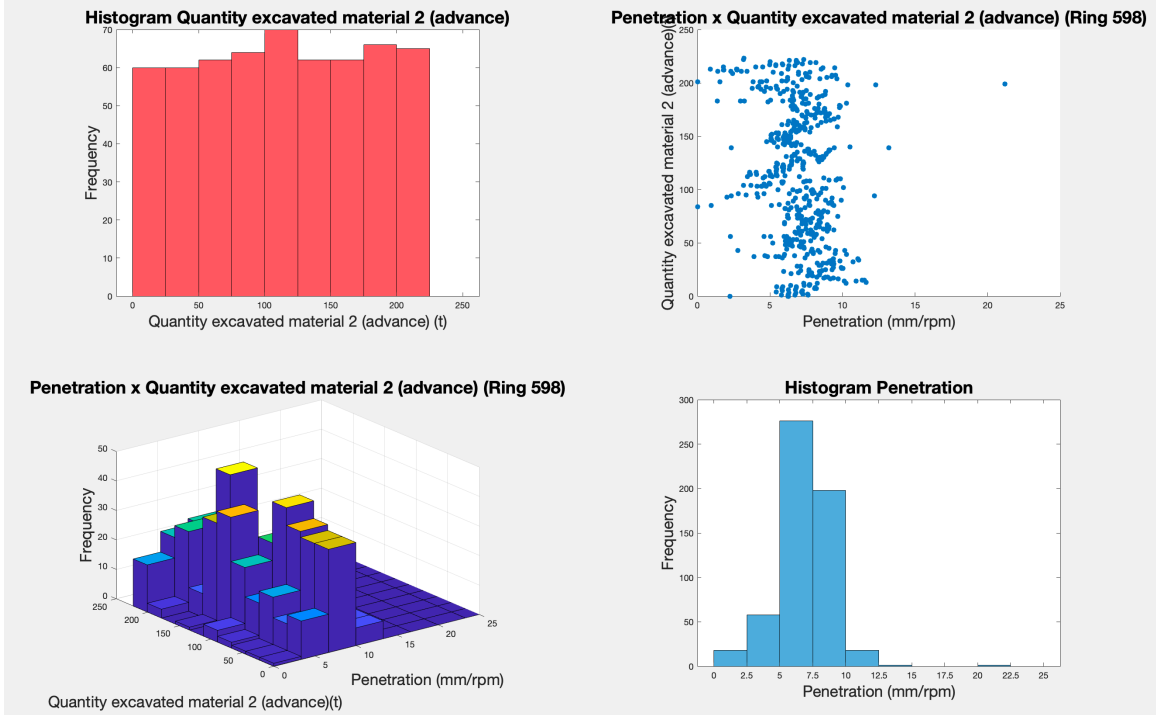 Histogram Quantity excavated material 2 (advance)
70
60
50
40
30
20
10
0
Frequency
0 50 100 150 200 250
Quantity excavated material 2 (advance) (t)
Penetration x Quantity excavated material 2 (advance) (Ring 598)
250
200
150
100
50
0
Quantity excavated material 2 (advance)(t)
0 5 10 15 20 25
Penetration (mm/rpm)
Penetration x Quantity excavated material 2 (advance) (Ring 598)
50
40
30
20
10
0
Frequency
250
200
150
100
50
0
0
5
10
15
20
25
Penetration (mm/rpm)
Quantity excavated material 2 (advance)(t)
Histogram Penetration
300
250
200
150
100
50
0
Frequency
0 2.5 5 7.5 10 12.5 15 17.5 20 22.5 25
Penetration (mm/rpm)